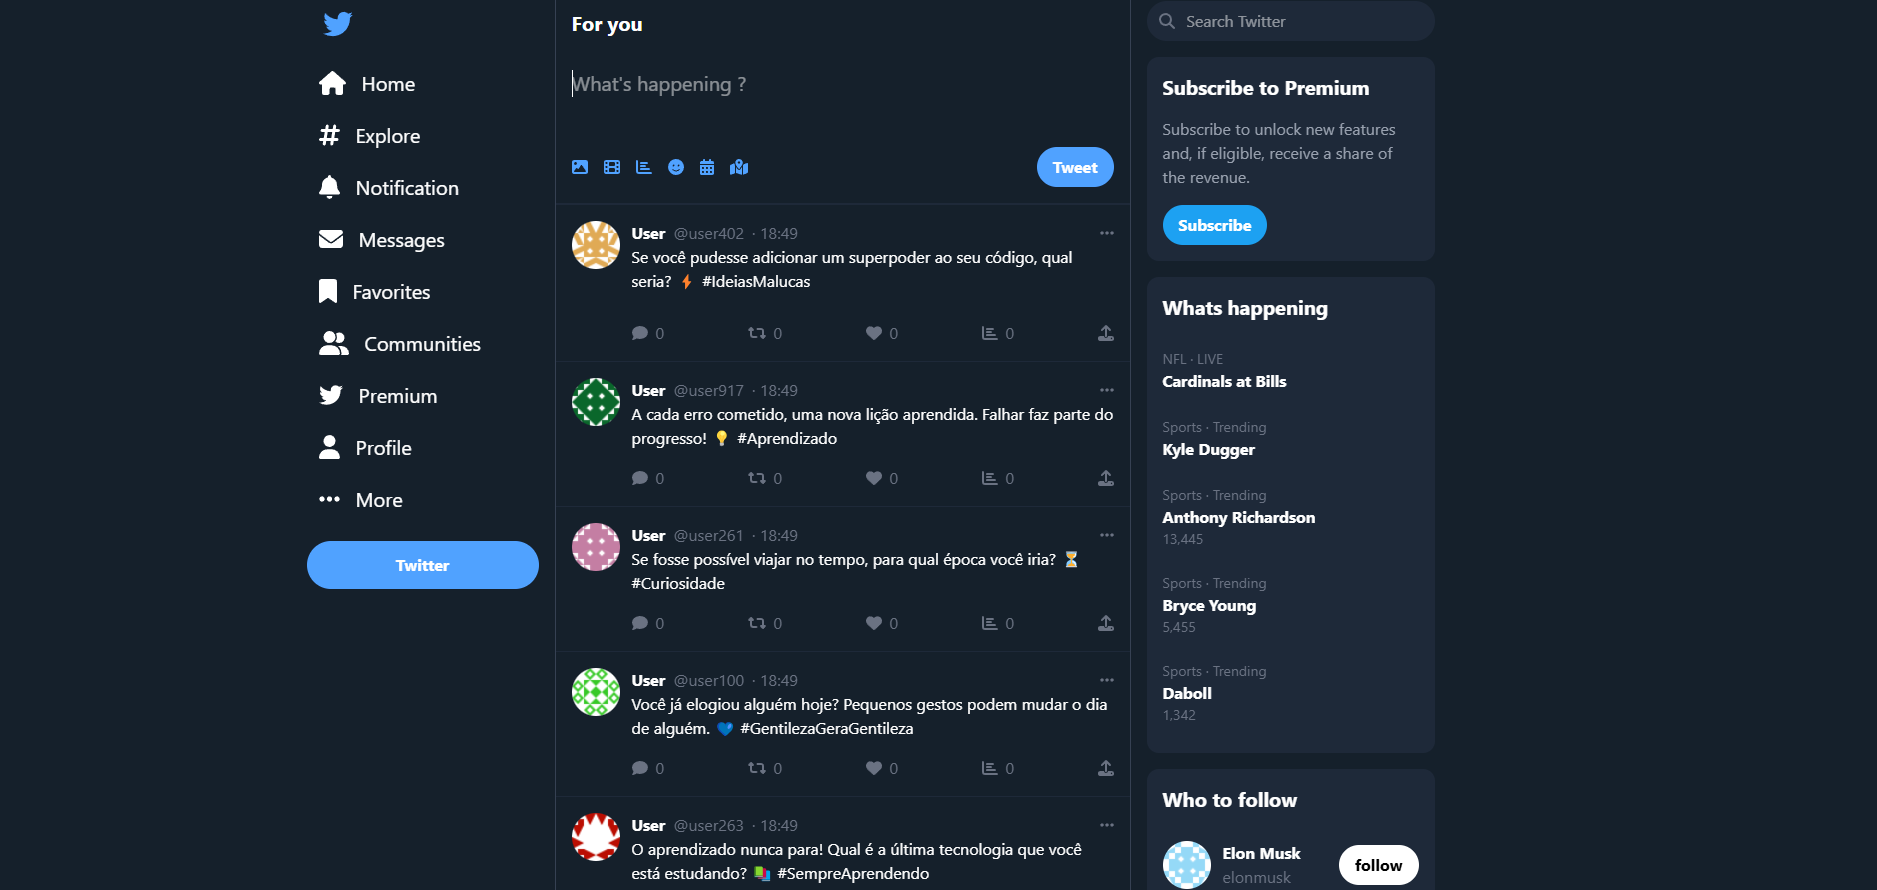 Home
Explore
Notification
Messages
Favorites
Communities
Premium
Profile
More
Twitter
For you
What's happening ?
Tweet
User @user402 · 18:49
Se você pudesse adicionar um superpoder ao seu código, qual
seria? ⚡ #IdeiasMalucas
0 0 0 0
User @user917 · 18:49
A cada erro cometido, uma nova lição aprendida. Falhar faz parte do
progresso! 💡 #Aprendizado
0 0 0 0
User @user261 · 18:49
Se fosse possível viajar no tempo, para qual época você iria? ⏳
#Curiosidade
0 0 0 0
User @user100 · 18:49
Você já elogiou alguém hoje? Pequenos gestos podem mudar o dia
de alguém. 💙 #GentilezaGeraGentileza
0 0 0 0
User @user263 · 18:49
O aprendizado nunca para! Qual é a última tecnologia que você
está estudando? 📚 #SempreAprendendo
Search Twitter
Subscribe to Premium
Subscribe to unlock new features
and, if eligible, receive a share of
the revenue.
Subscribe
Whats happening
NFL · LIVE
Cardinals at Bills
Sports · Trending
Kyle Dugger
Sports · Trending
Anthony Richardson
13,445
Sports · Trending
Bryce Young
5,455
Sports · Trending
Daboll
1,342
Who to follow
Elon Musk
elonmusk
follow